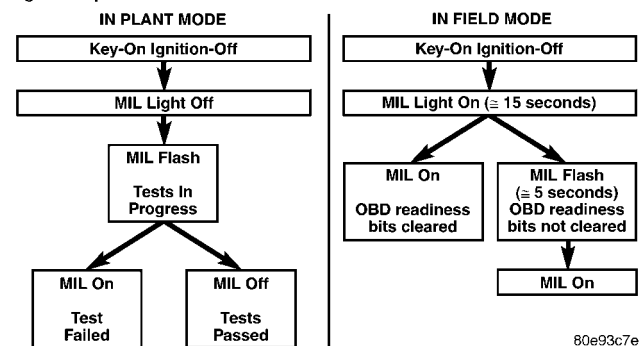 IN PLANT MODE
Key-On Ignition-Off
MIL Light Off
MIL Flash
Tests In
Progress
MIL On
Test
Failed
MIL Off
Tests
Passed
IN FIELD MODE
Key-On Ignition-Off
MIL Light On (≅ 15 seconds)
MIL On
OBD readiness
bits cleared
MIL Flash
(≅ 5 seconds)
OBD readiness
bits not cleared
MIL On
80e93c7e